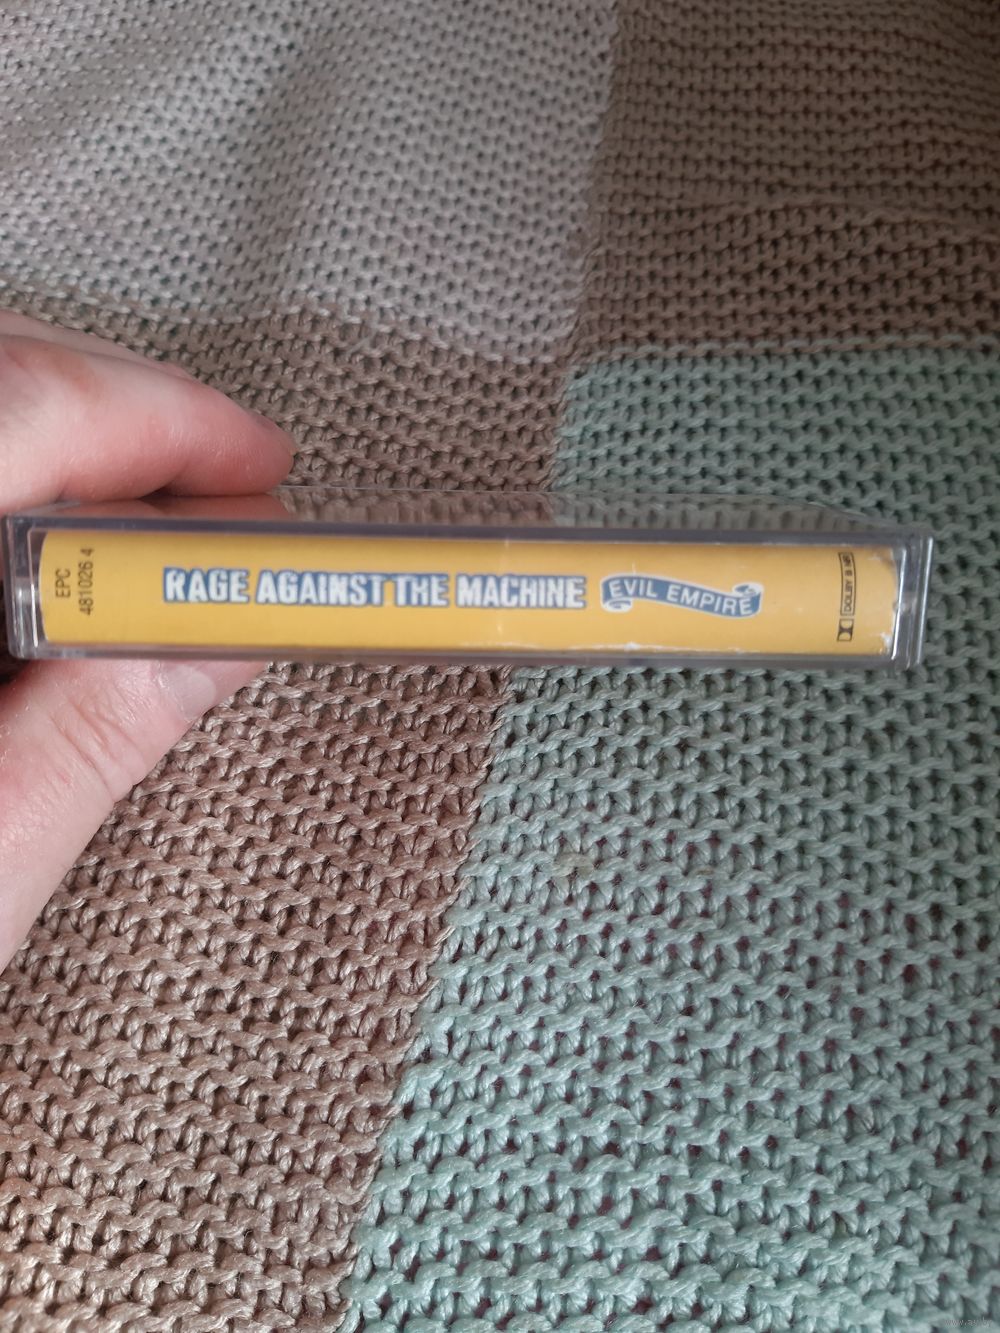 EPC
481026 4
RAGE AGAINST THE MACHINE
EVIL EMPIRE
DOLBY B NR